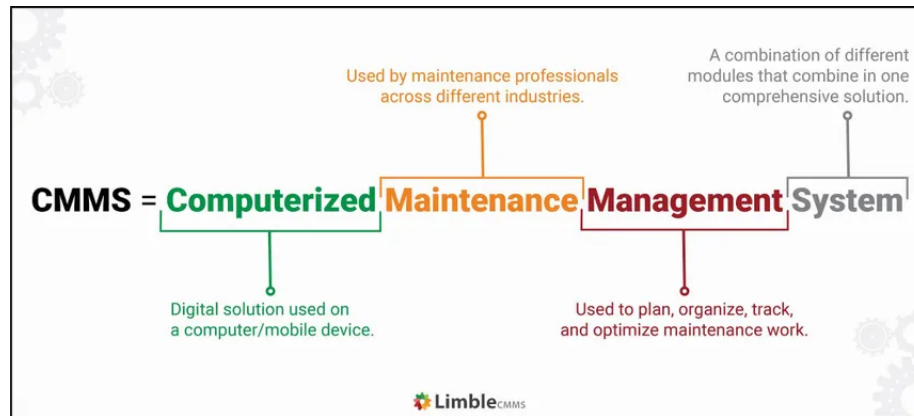 A combination of different
modules that combine in one
comprehensive solution.
Used by maintenance professionals
across different industries.
CMMS = Computerized Maintenance Management System
Digital solution used on
a computer/mobile device.
Used to plan, organize, track,
and optimize maintenance work.
Limble CMMS